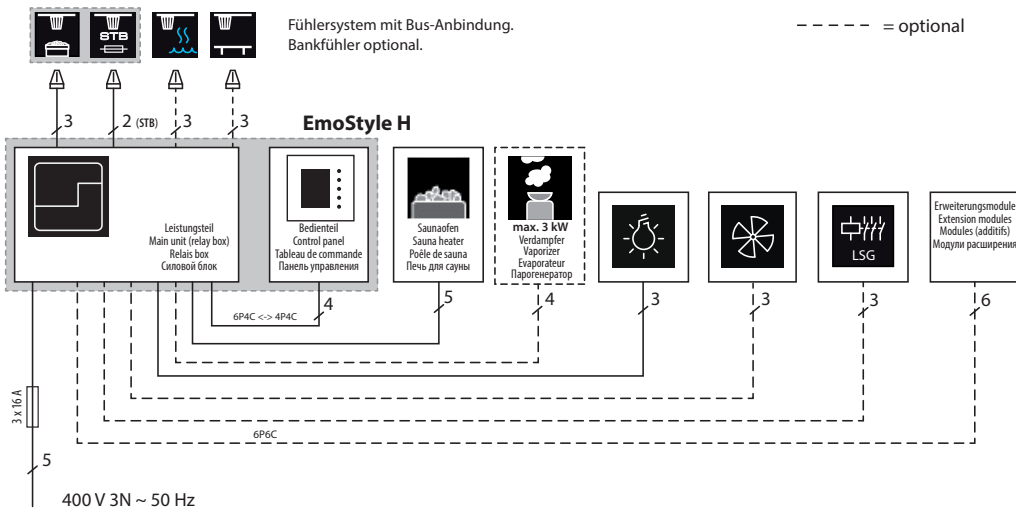 STB
Fühlersystem mit Bus-Anbindung.
Bankfühler optional.
= optional
3
2 (STB)
3
3
EmoStyle H
Leistungsteil
Main unit (relay box)
Relais box
Силовой блок
Bedienteil
Control panel
Tableau de commande
Панель управления
Saunaofen
Sauna heater
Poêle de sauna
Печь для сауны
max. 3 kW
Verdampfer
Vaporizer
Evaporateur
Парогенератор
LSG
Erweiterungsmodule
Extension modules
Modules (additifs)
Модули расширения
4
5
4
3
3
3
6
6P4C <-> 4P4C
3 x 16 A
6P6C
5
400 V 3N ~ 50 Hz